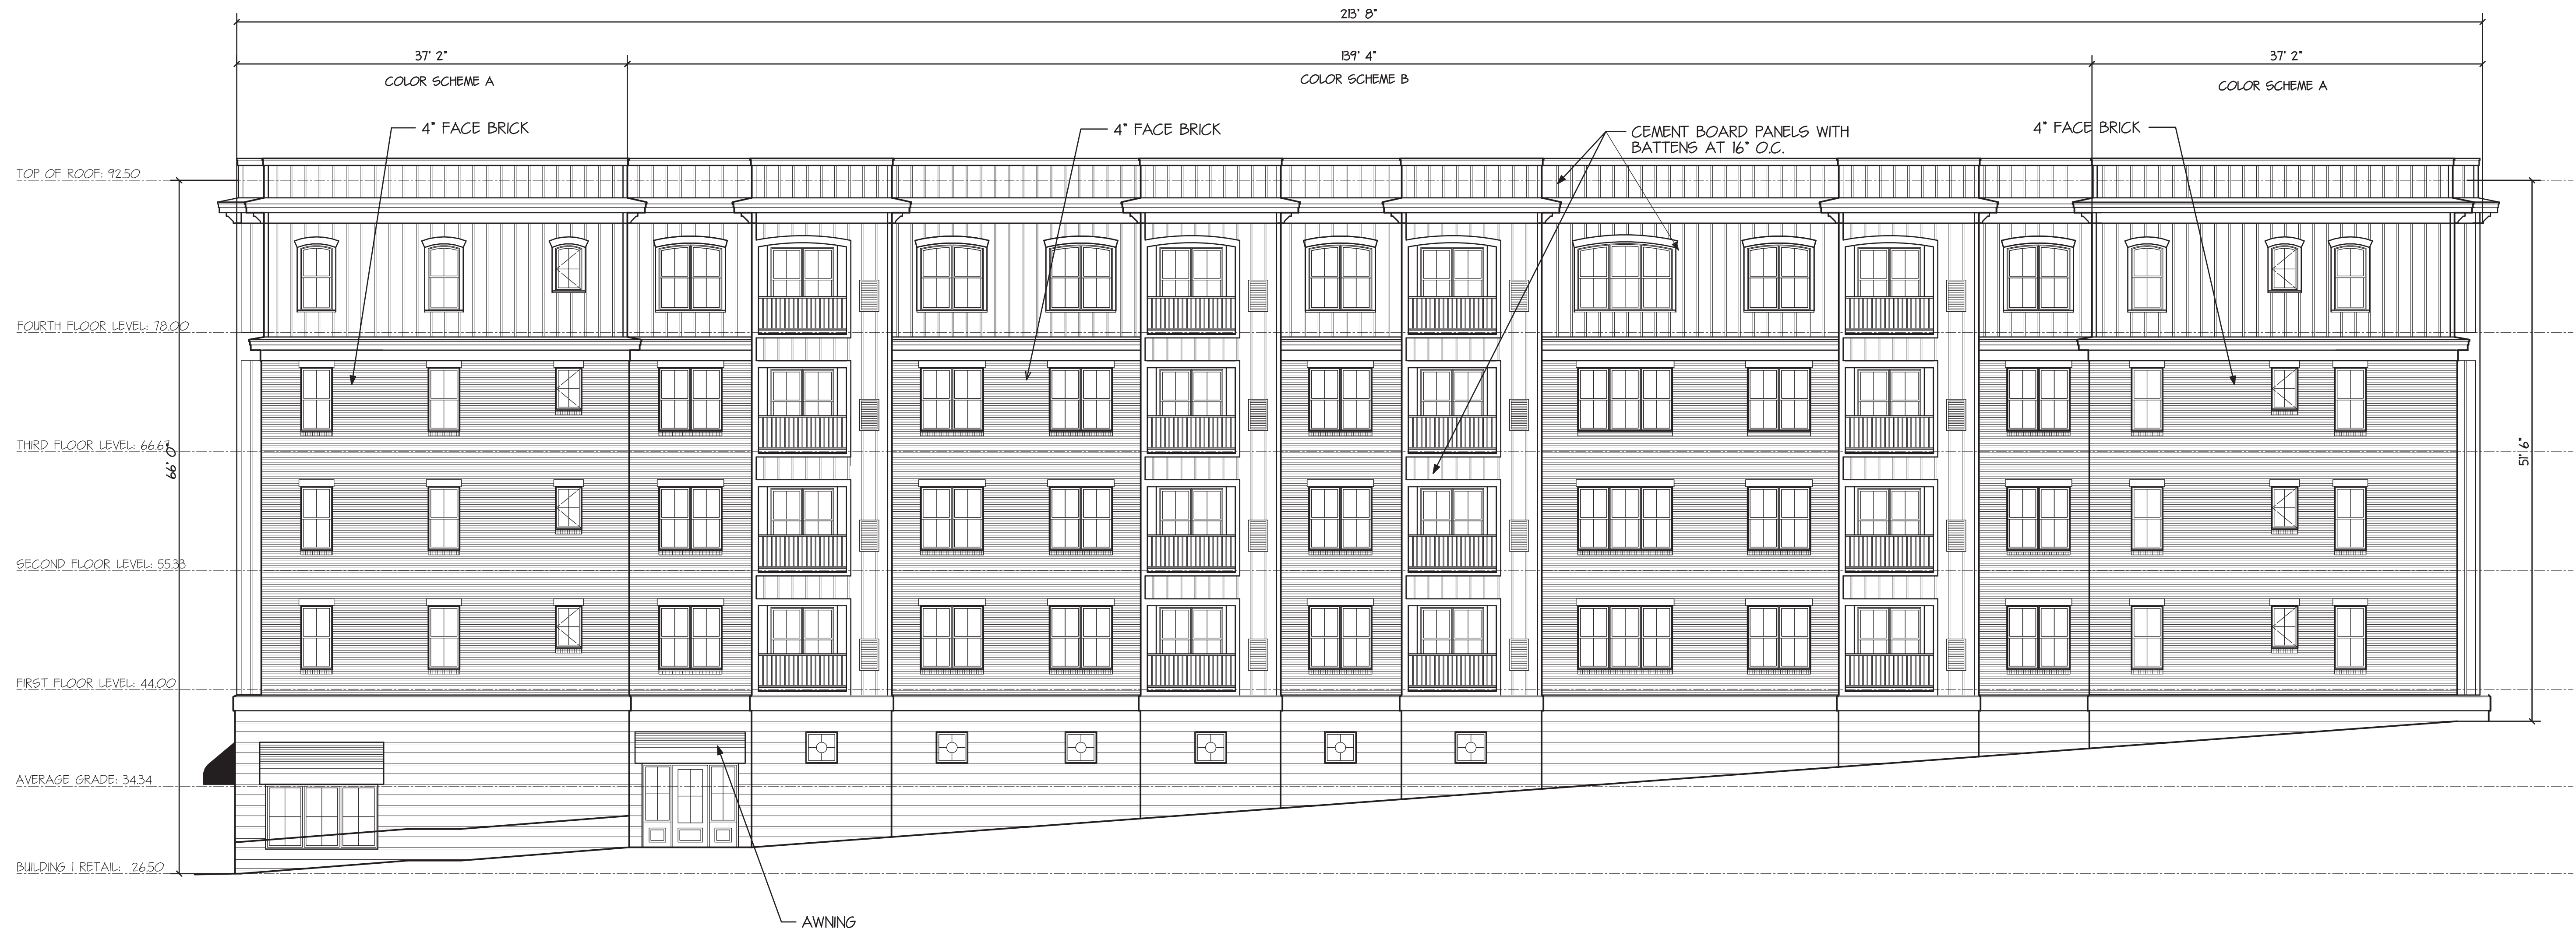 213' 8"
37' 2"
139' 4"
37' 2"
COLOR SCHEME A
COLOR SCHEME B
COLOR SCHEME A
4" FACE BRICK
4" FACE BRICK
CEMENT BOARD PANELS WITH
BATTENS AT 16" O.C.
4" FACE BRICK
TOP OF ROOF: 92.50
FOURTH FLOOR LEVEL: 78.00
THIRD FLOOR LEVEL: 66.67
66' 0"
51' 6"
SECOND FLOOR LEVEL: 55.33
FIRST FLOOR LEVEL: 44.00
AVERAGE GRADE: 34.34
BUILDING 1 RETAIL: 26.50
AWNING